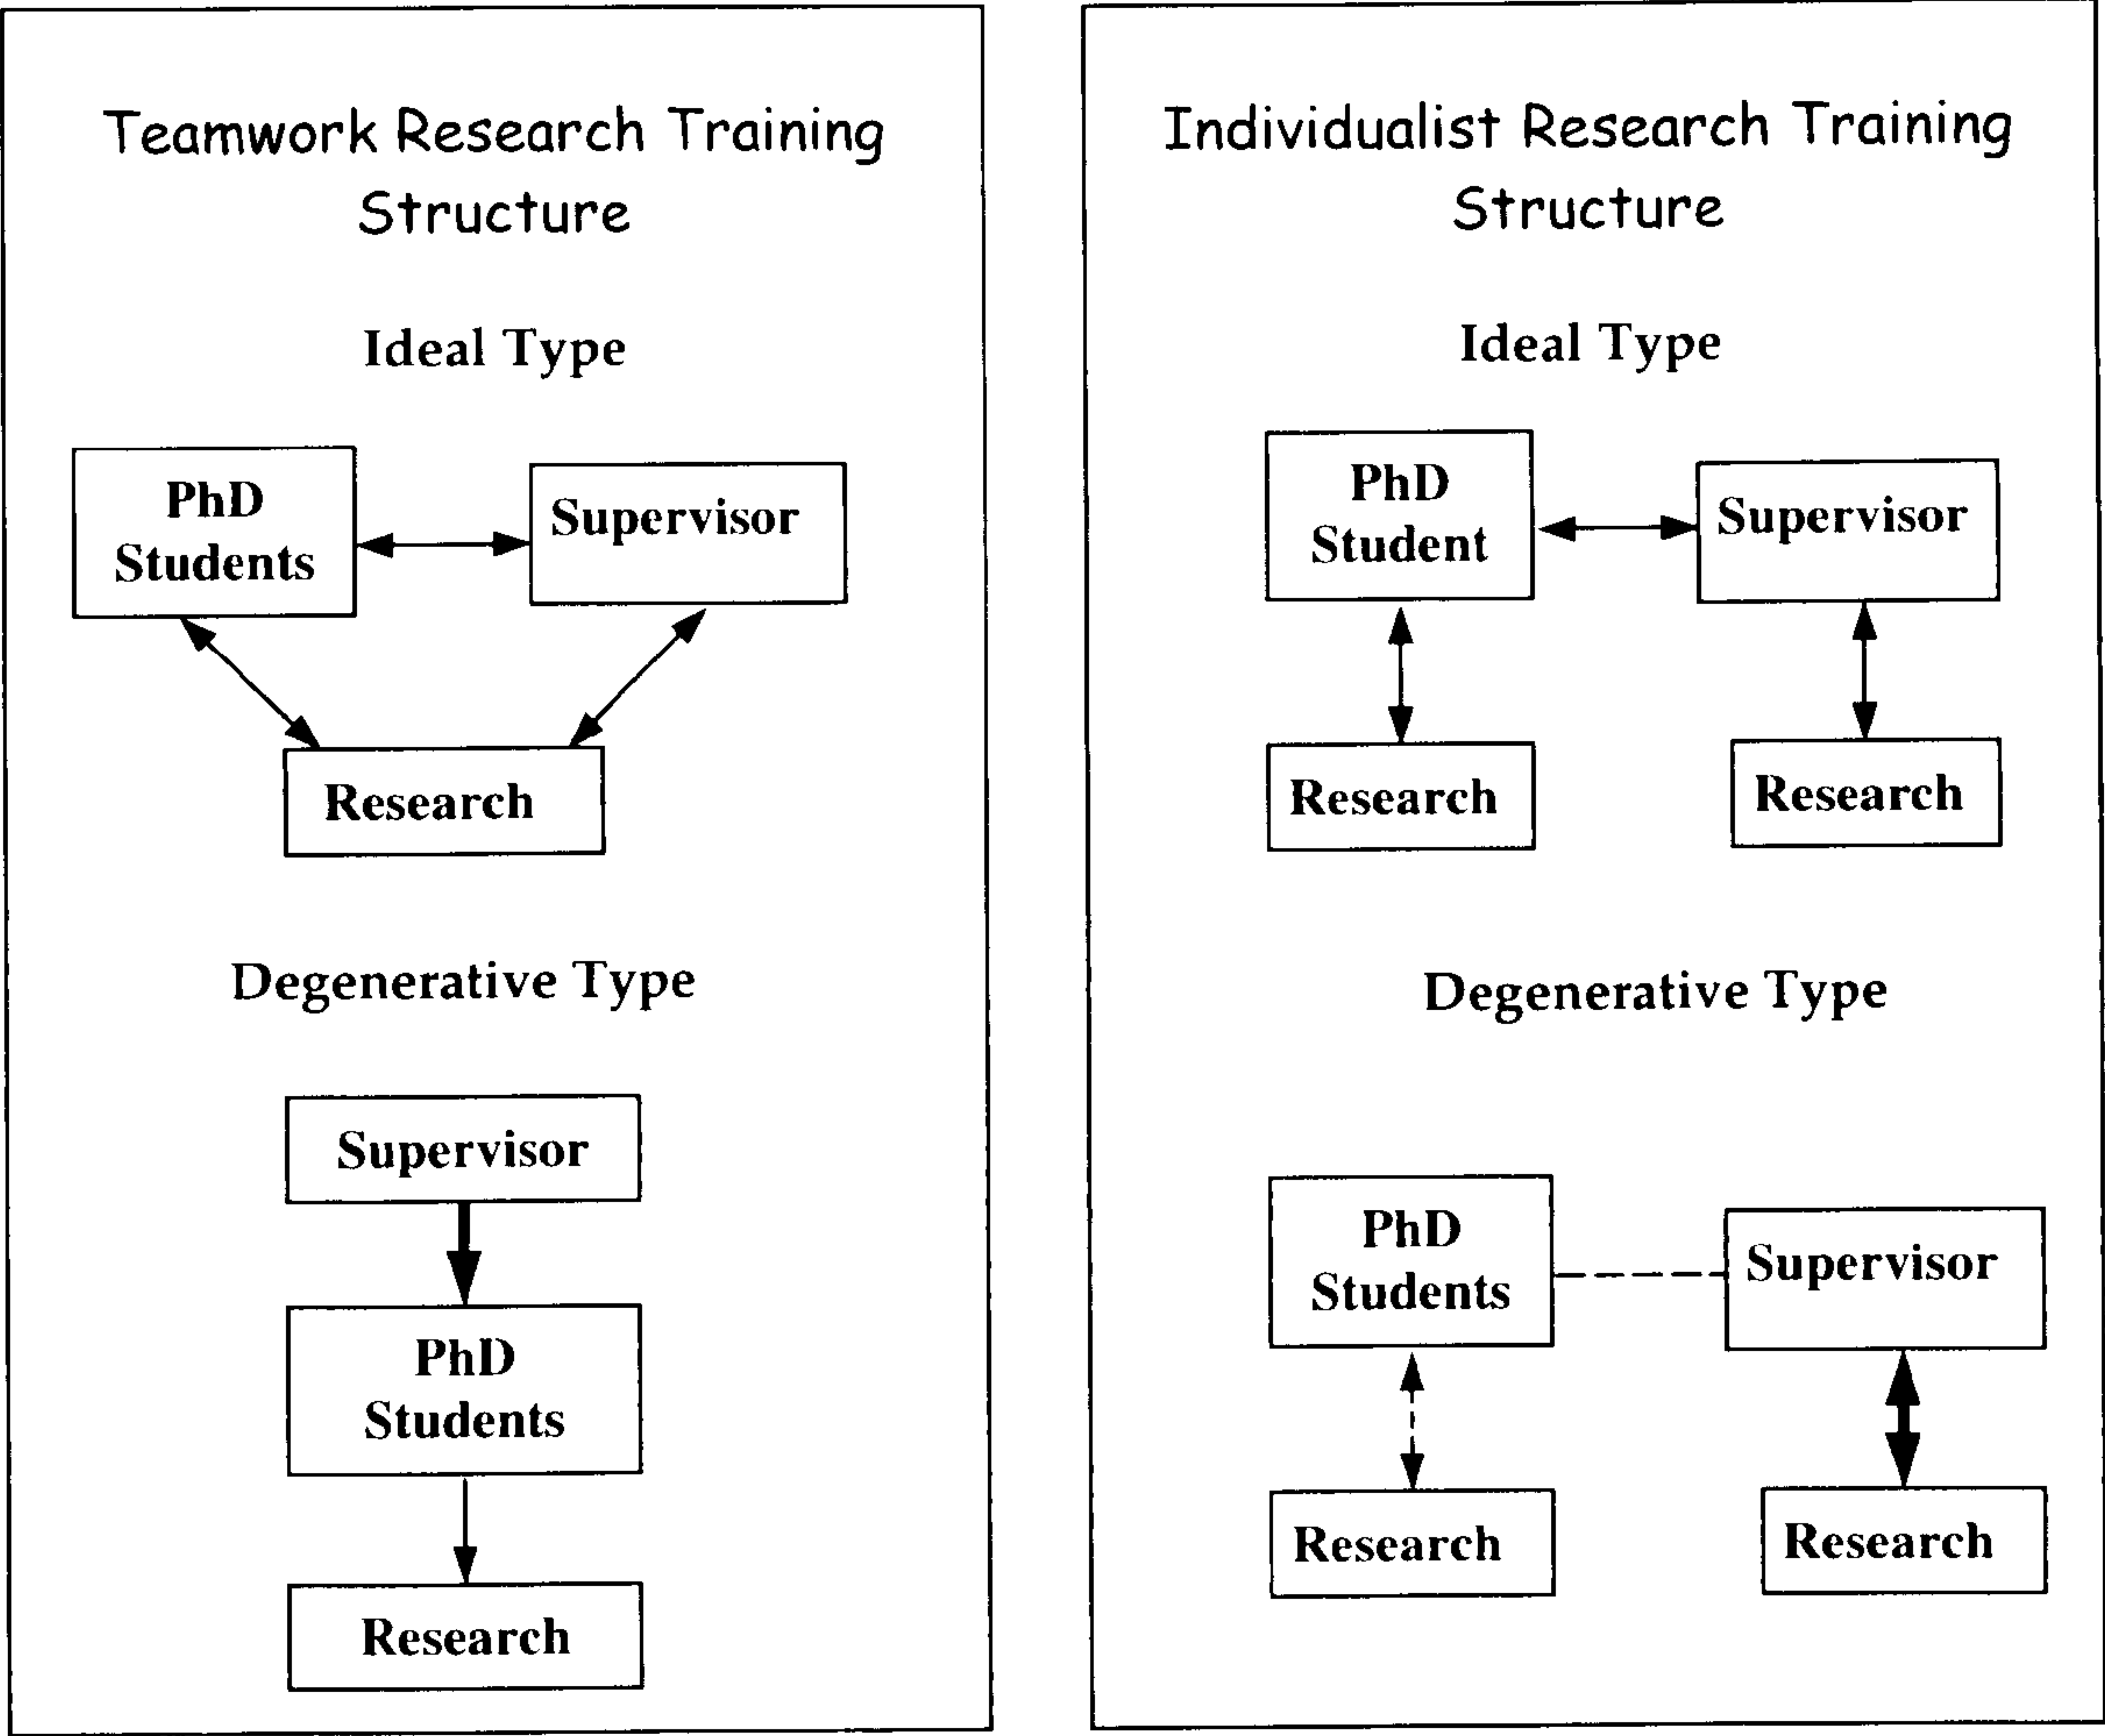 Teamwork Research Training
Structure
Ideal Type
PhD
Students
Supervisor
Research
Degenerative Type
Supervisor
PhD
Students
Research
Individualist Research Training
Structure
Ideal Type
PhD
Student
Supervisor
Research
Research
Degenerative Type
PhD
Students
Supervisor
Research
Research